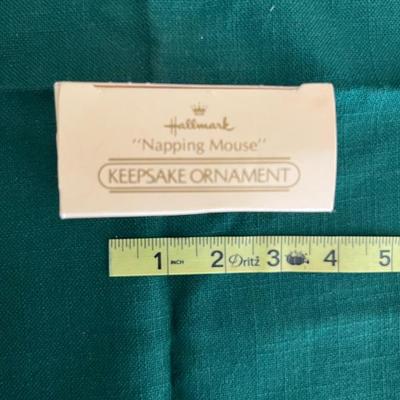 Hallmark
"Napping Mouse"
KEEPSAKE ORNAMENT
1 INCH 2 Dritz 3 4 5